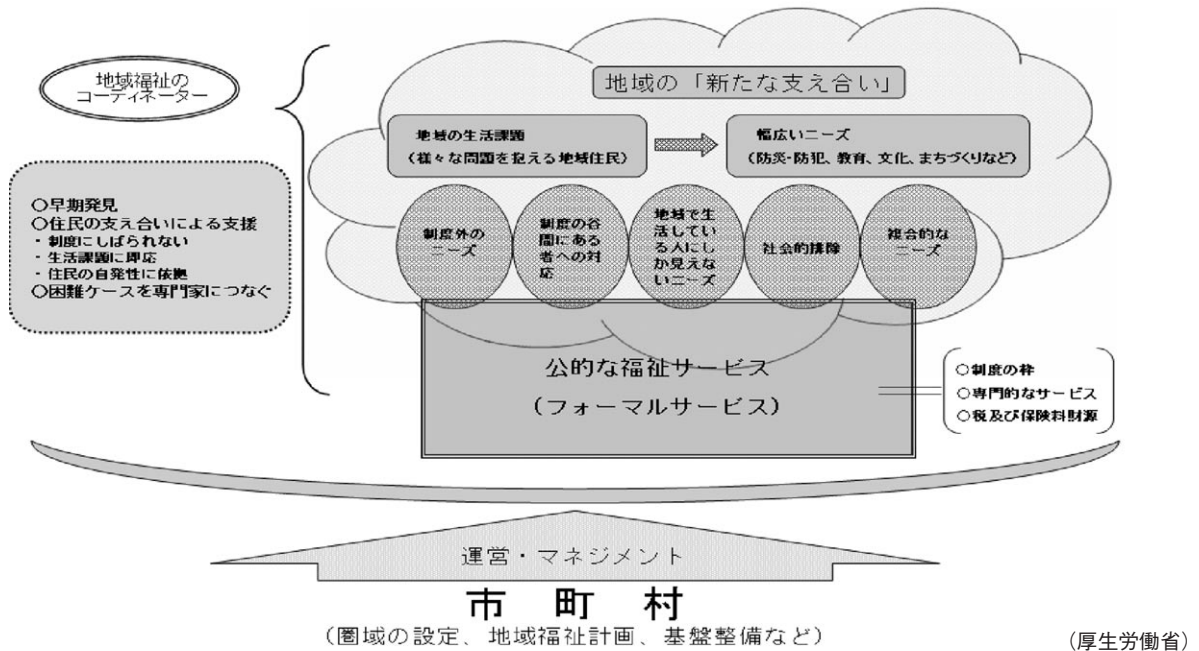 地域福祉の
コーディネーター
○早期発見
○住民の支え合いによる支援
・制度にしばられない
・生活課題に即応
・住民の自発性に依拠
○困難ケースを専門家につなぐ
地域の「新たな支え合い」
地域の生活課題
(様々な問題を抱える地域住民)
幅広いニーズ
(防災・防犯、教育、文化、まちづくりなど)
制度外の
ニーズ
制度の谷
間にある
者への対
応
地域で生
活してい
る人にし
か見えな
いニーズ
社会的排除
複合的な
ニーズ
公的な福祉サービス
(フォーマルサービス)
○制度の枠
○専門的なサービス
○税及び保険料財源
運営・マネジメント
市 町 村
(圏域の設定、地域福祉計画、基盤整備など)
(厚生労働省)